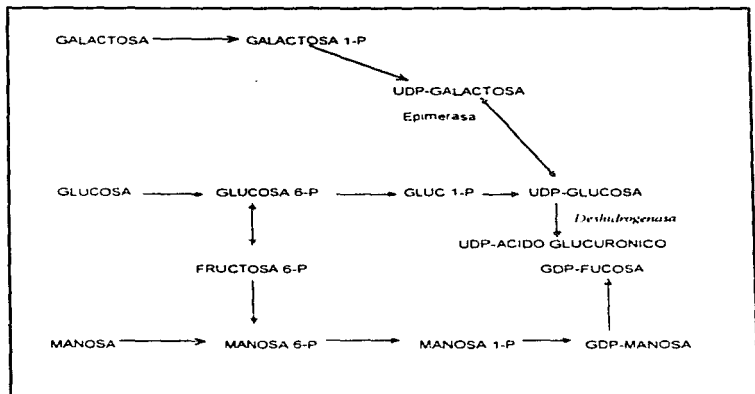 GALACTOSA GALACTOSA 1-P
UDP-GALACTOSA
Epimerasa
GLUCOSA GLUCOSA 6-P GLUC 1-P UDP-GLUCOSA
Deshidrogenasa
UDP-ACIDO GLUCURONICO
FRUCTOSA 6-P GDP-FUCOSA
MANOSA MANOSA 6-P MANOSA 1-P GDP-MANOSA